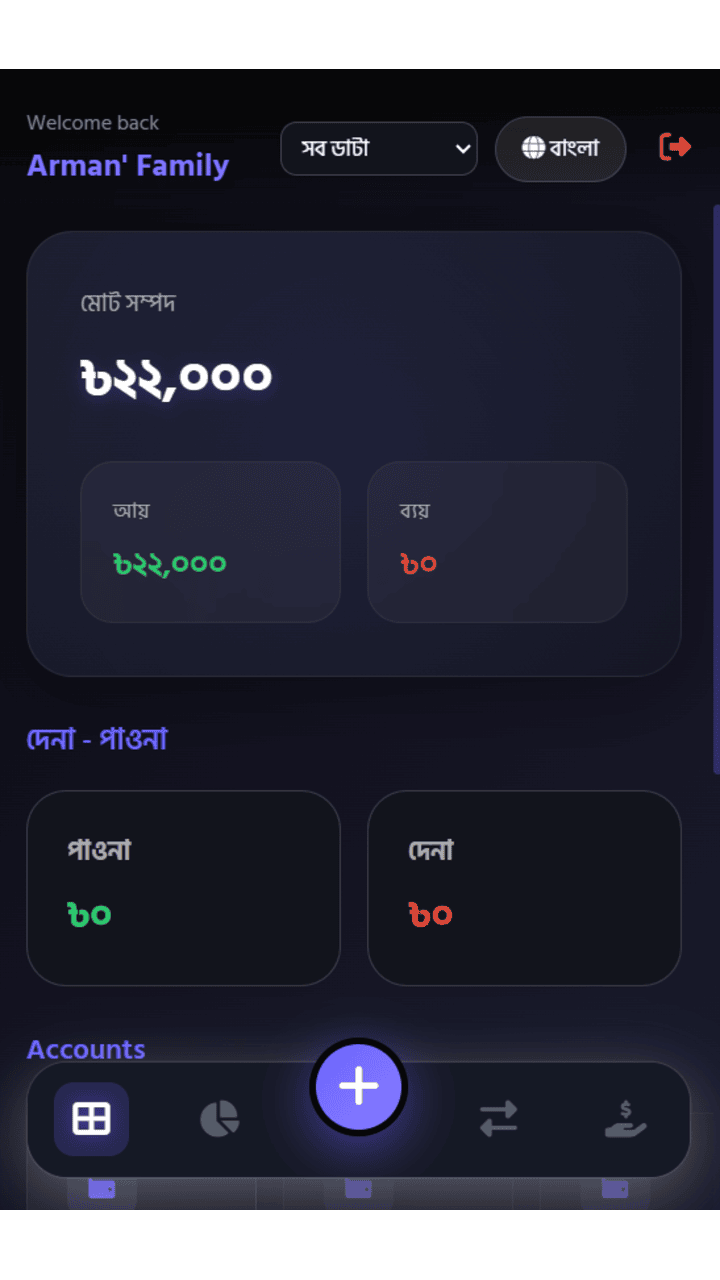 Welcome back
Arman' Family
সব ডাটা
বাংলা
মোট সম্পদ
৳২২,০০০
আয়
৳২২,০০০
ব্যয়
৳০
দেনা - পাওনা
পাওনা
৳০
দেনা
৳০
Accounts